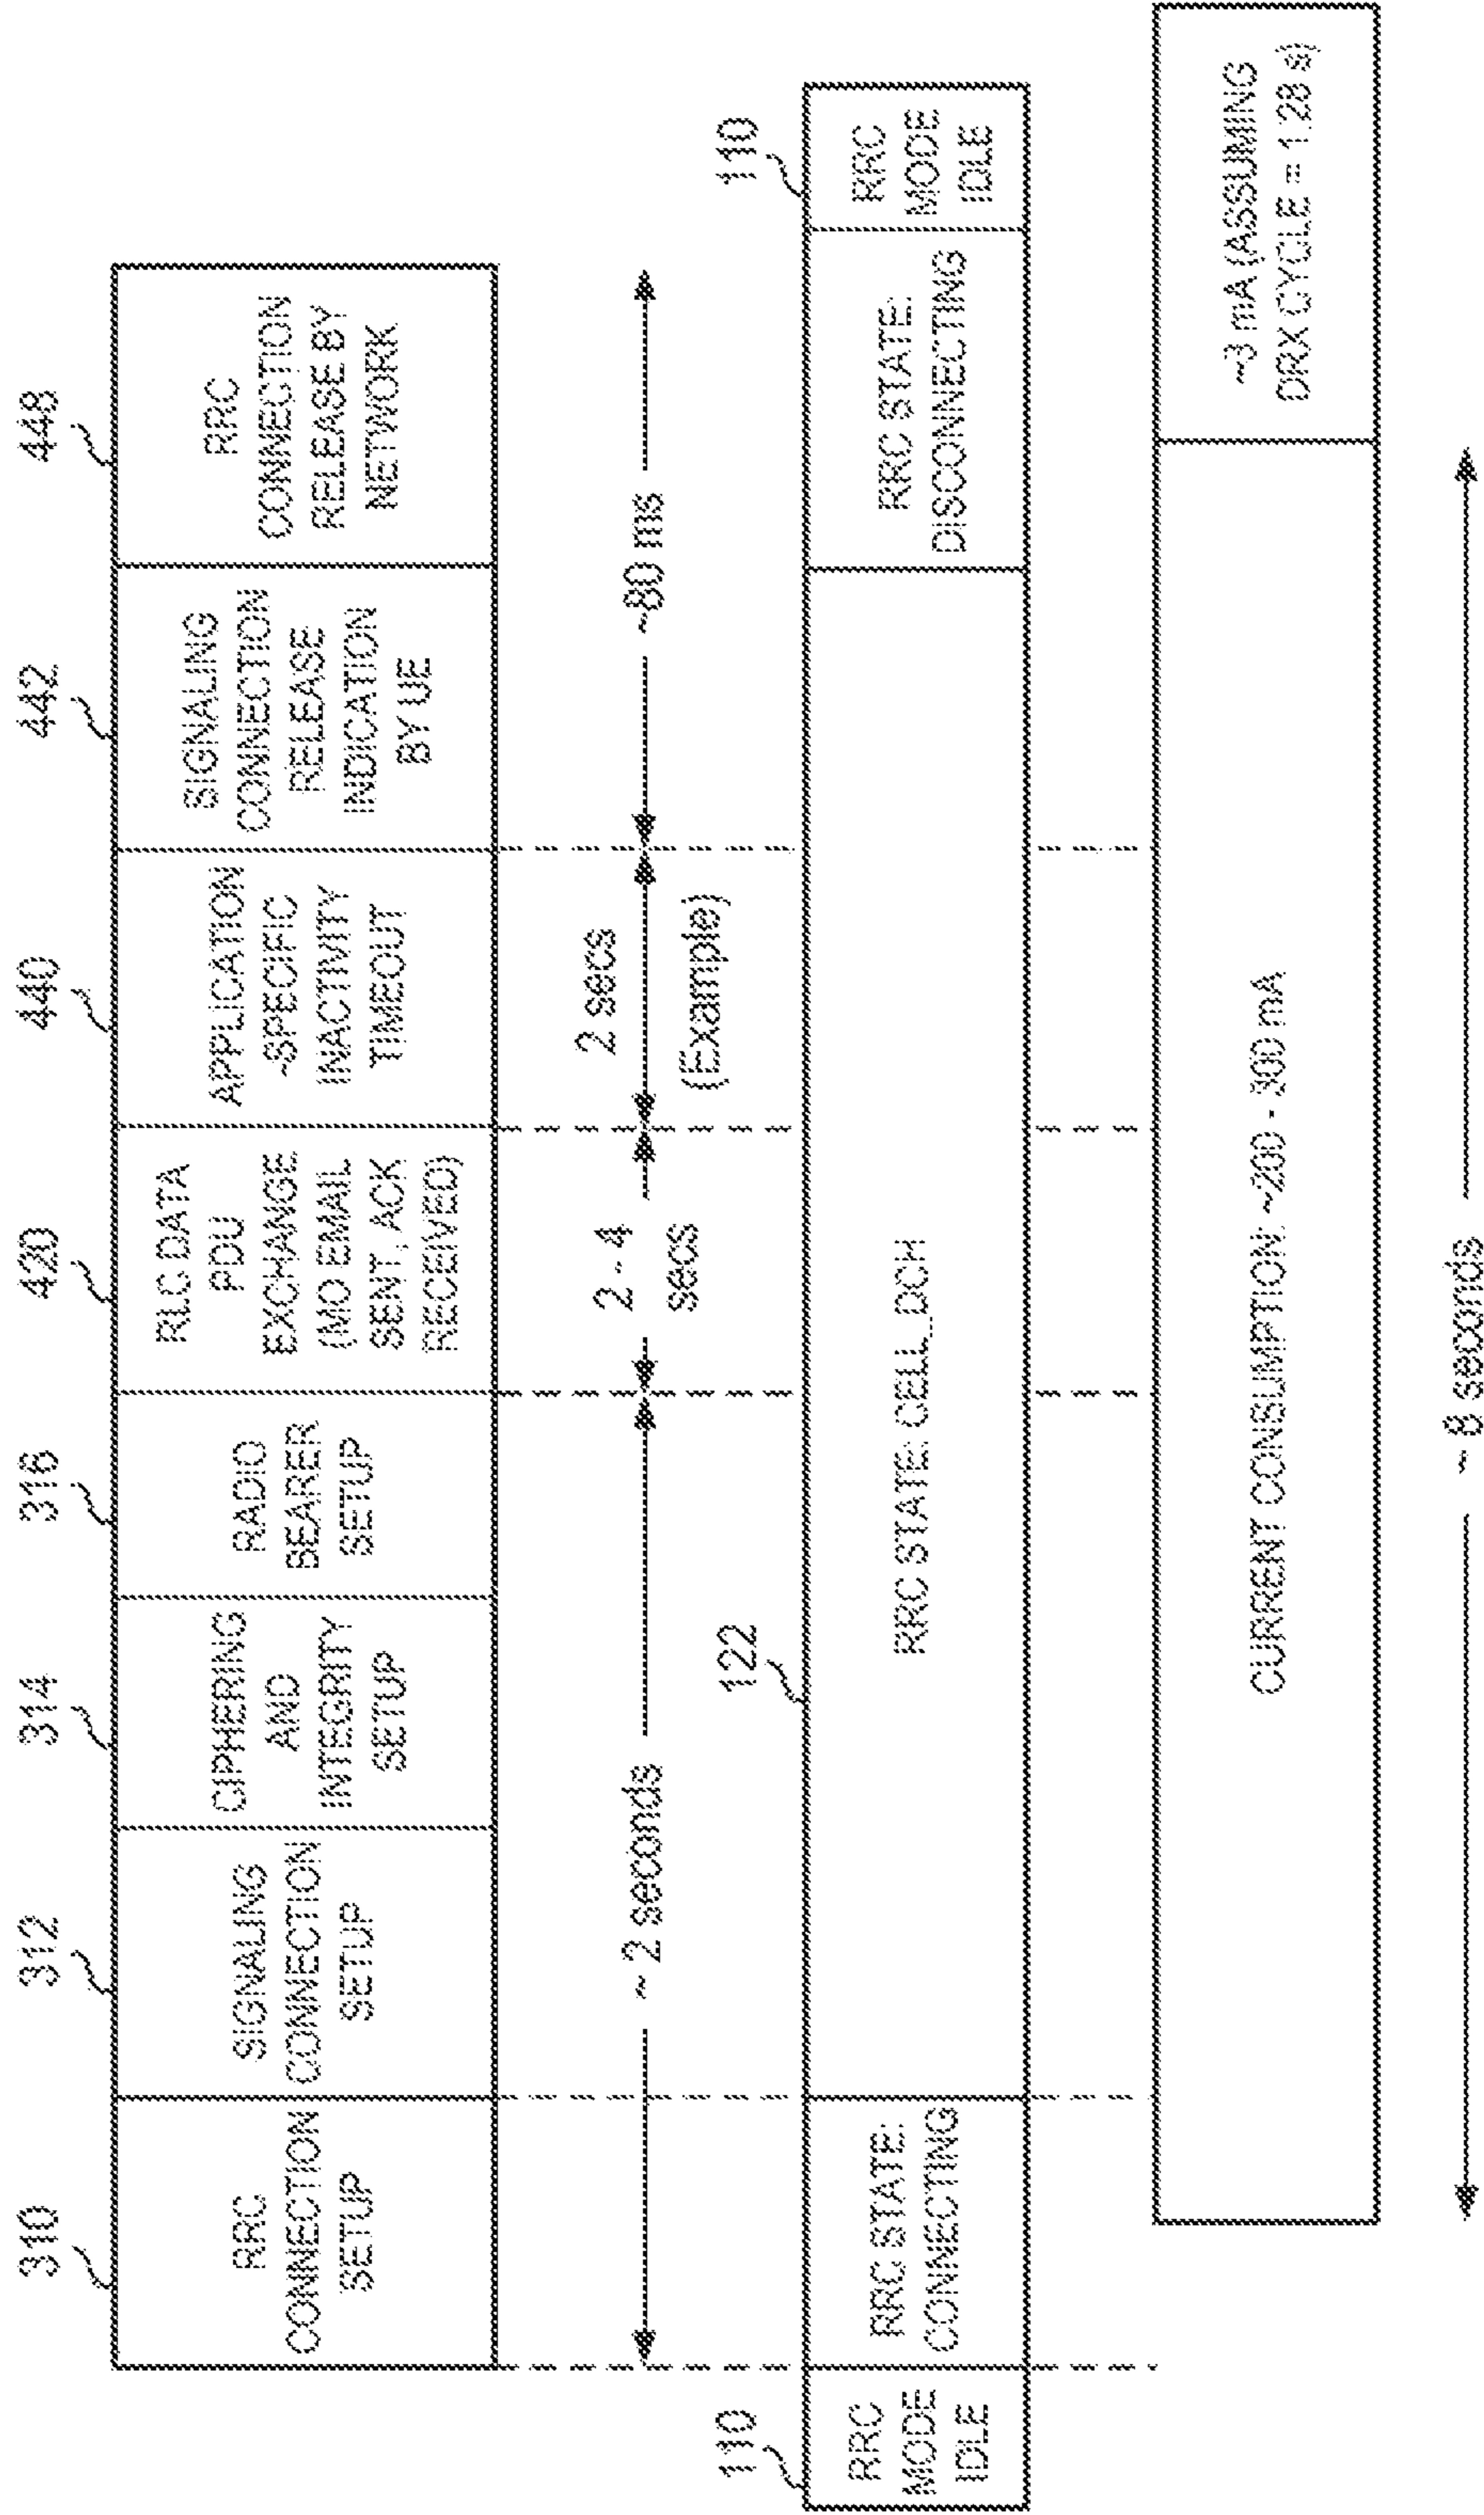 310
312
314
316
420
440
442
448
RRC
CONNECTION
SETUP
SIGNALING
CONNECTION
SETUP
CIPHERING
AND
INTEGRITY
SETUP
RADIO
BEARER
SETUP
RLC DATA
PDU
EXCHANGE
(MO EMAIL
SENT, ACK
RECEIVED)
APPLICATION
-SPECIFIC
INACTIVITY
TIMEOUT
SIGNALING
CONNECTION
RELEASE
INDICATION
BY UE
RRC
CONNECTION
RELEASE BY
NETWORK
~ 2 seconds
2 - 4
secs
2 secs
(Example)
~80 ms
110
122
110
RRC
MODE
IDLE
RRC STATE:
CONNECTING
RRC STATE: CELL_DCH
RRC STATE:
DISCONNECTING
RRC
MODE
IDLE
CURRENT CONSUMPTION: ~200 - 300 mA
~3 mA (ASSUMING
DRX CYCLE = 1.28 s)
~ 8 seconds